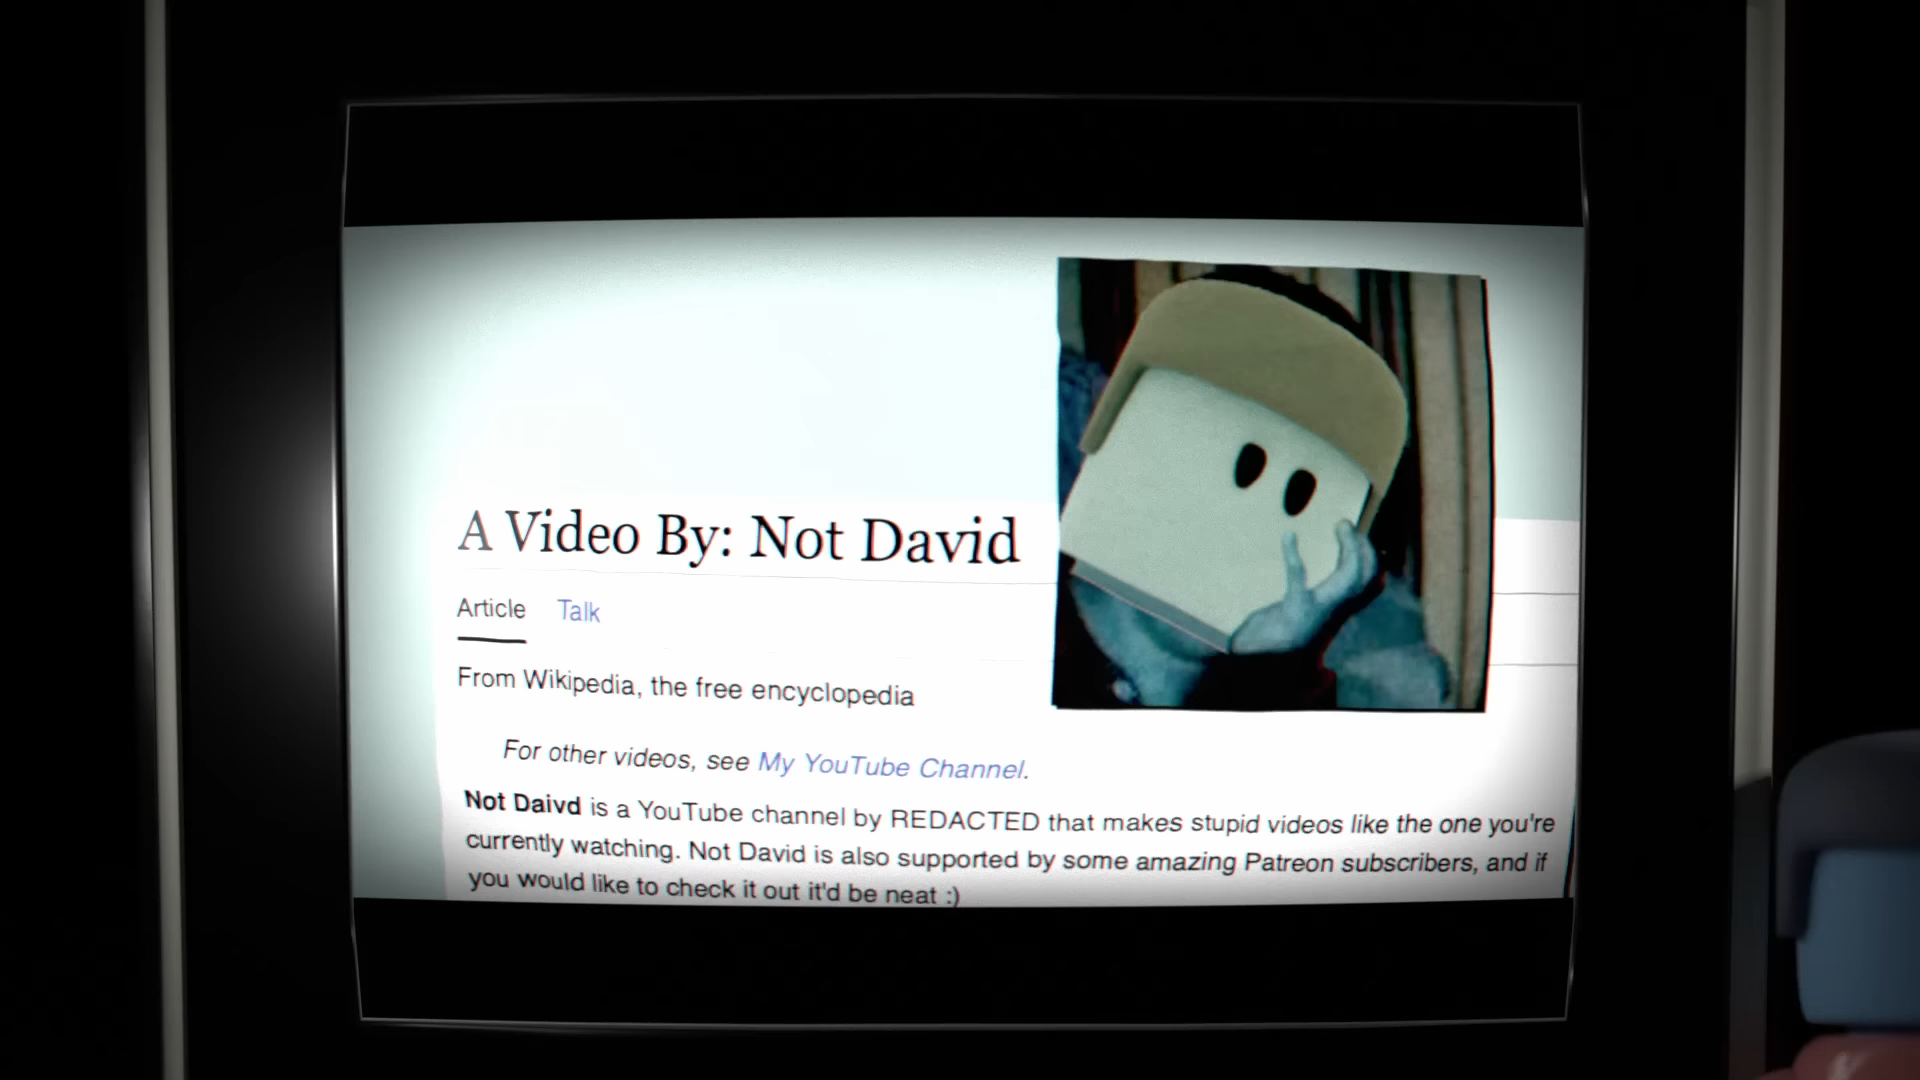 A Video By: Not David
Article Talk
From Wikipedia, the free encyclopedia
For other videos, see My YouTube Channel.
Not Daivd is a YouTube channel by REDACTED that makes stupid videos like the one you're
currently watching. Not David is also supported by some amazing Patreon subscribers, and if
you would like to check it out it'd be neat :)